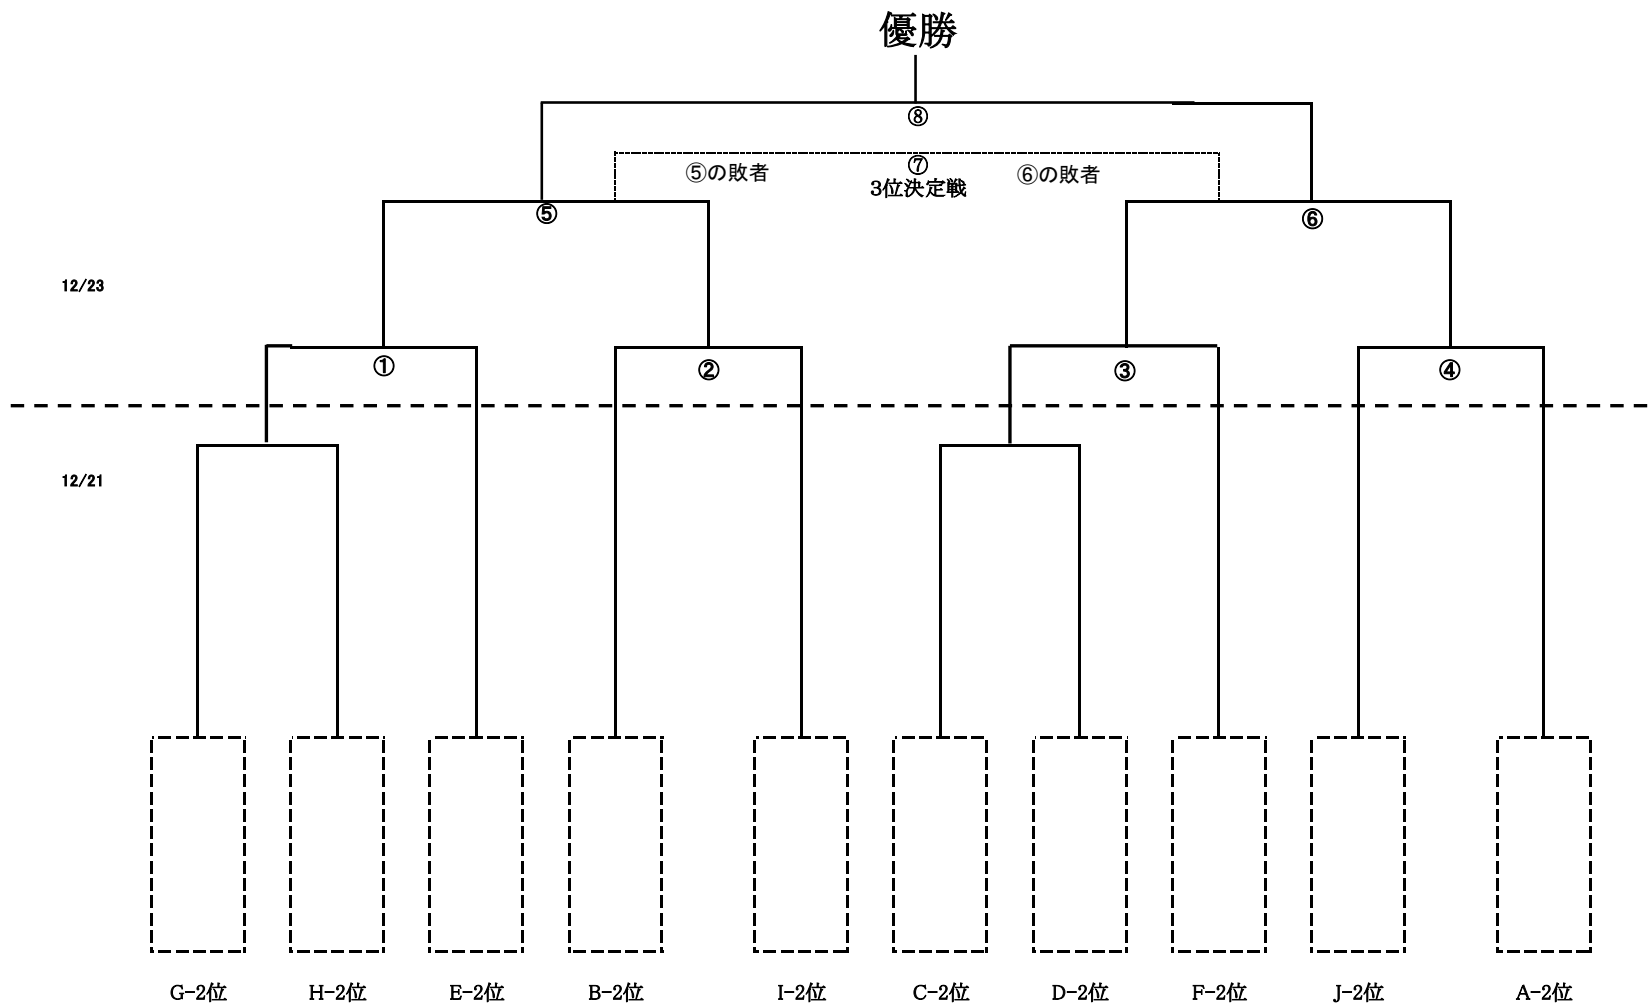 優勝
⑧
⑤の敗者
⑦
⑥の敗者
3位決定戦
⑤
⑥
12/23
①
②
③
④
12/21
G-2位
H-2位
E-2位
B-2位
I-2位
C-2位
D-2位
F-2位
J-2位
A-2位